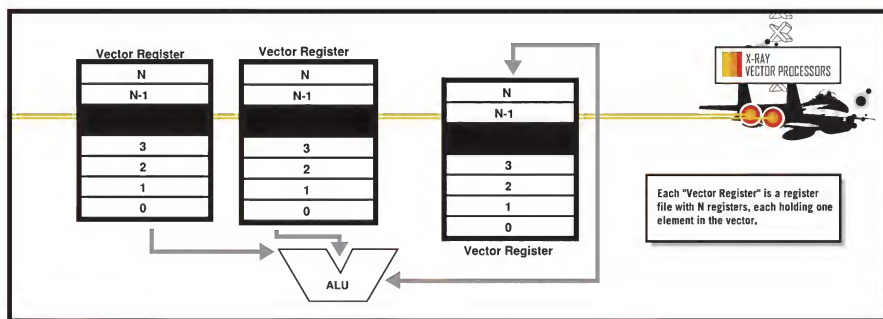 Vector Register
N
N-1
3
2
1
0
Vector Register
N
N-1
3
2
1
0
N
N-1
3
2
1
0
Vector Register
ALU
X-RAY
VECTOR PROCESSORS
Each "Vector Register" is a register
file with N registers, each holding one
element in the vector.